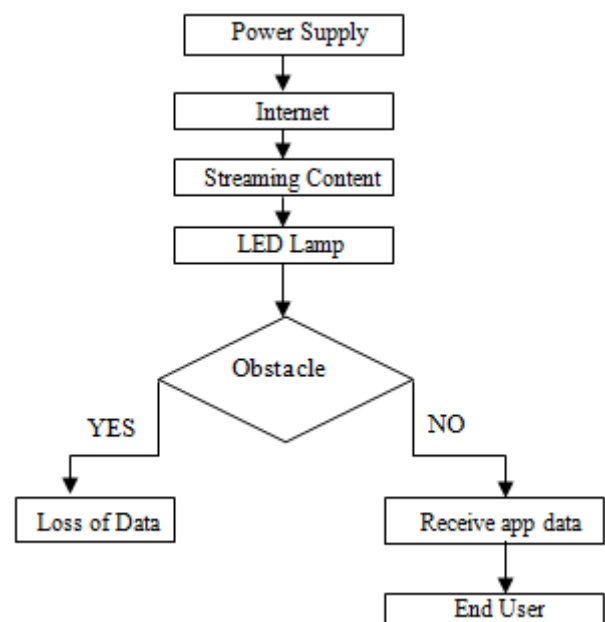 Power Supply
Internet
Streaming Content
LED Lamp
Obstacle
YES
NO
Loss of Data
Receive app data
End User